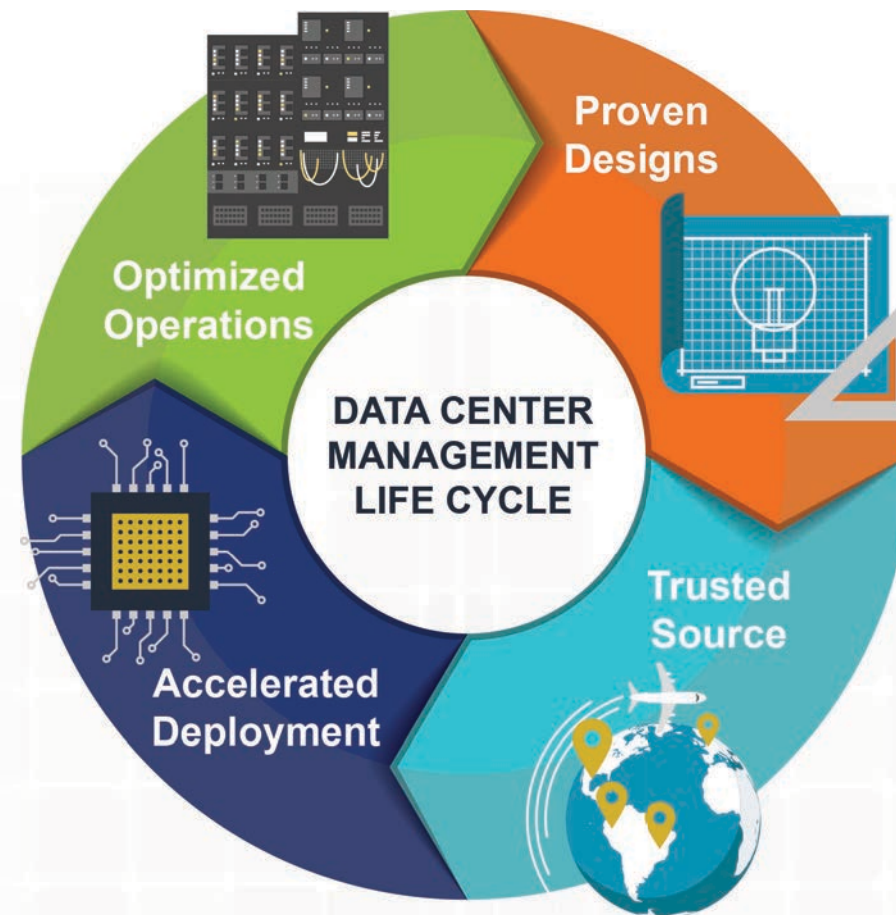 Proven
Designs
Optimized
Operations
DATA CENTER
MANAGEMENT
LIFE CYCLE
Trusted
Source
Accelerated
Deployment